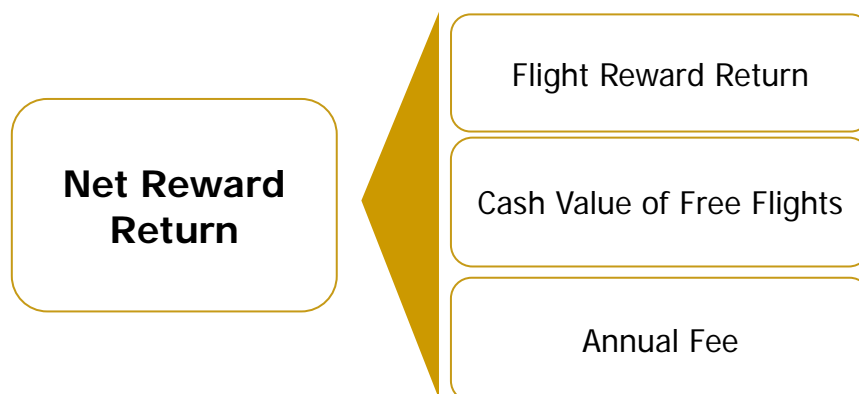 Net Reward
Return
Flight Reward Return
Cash Value of Free Flights
Annual Fee